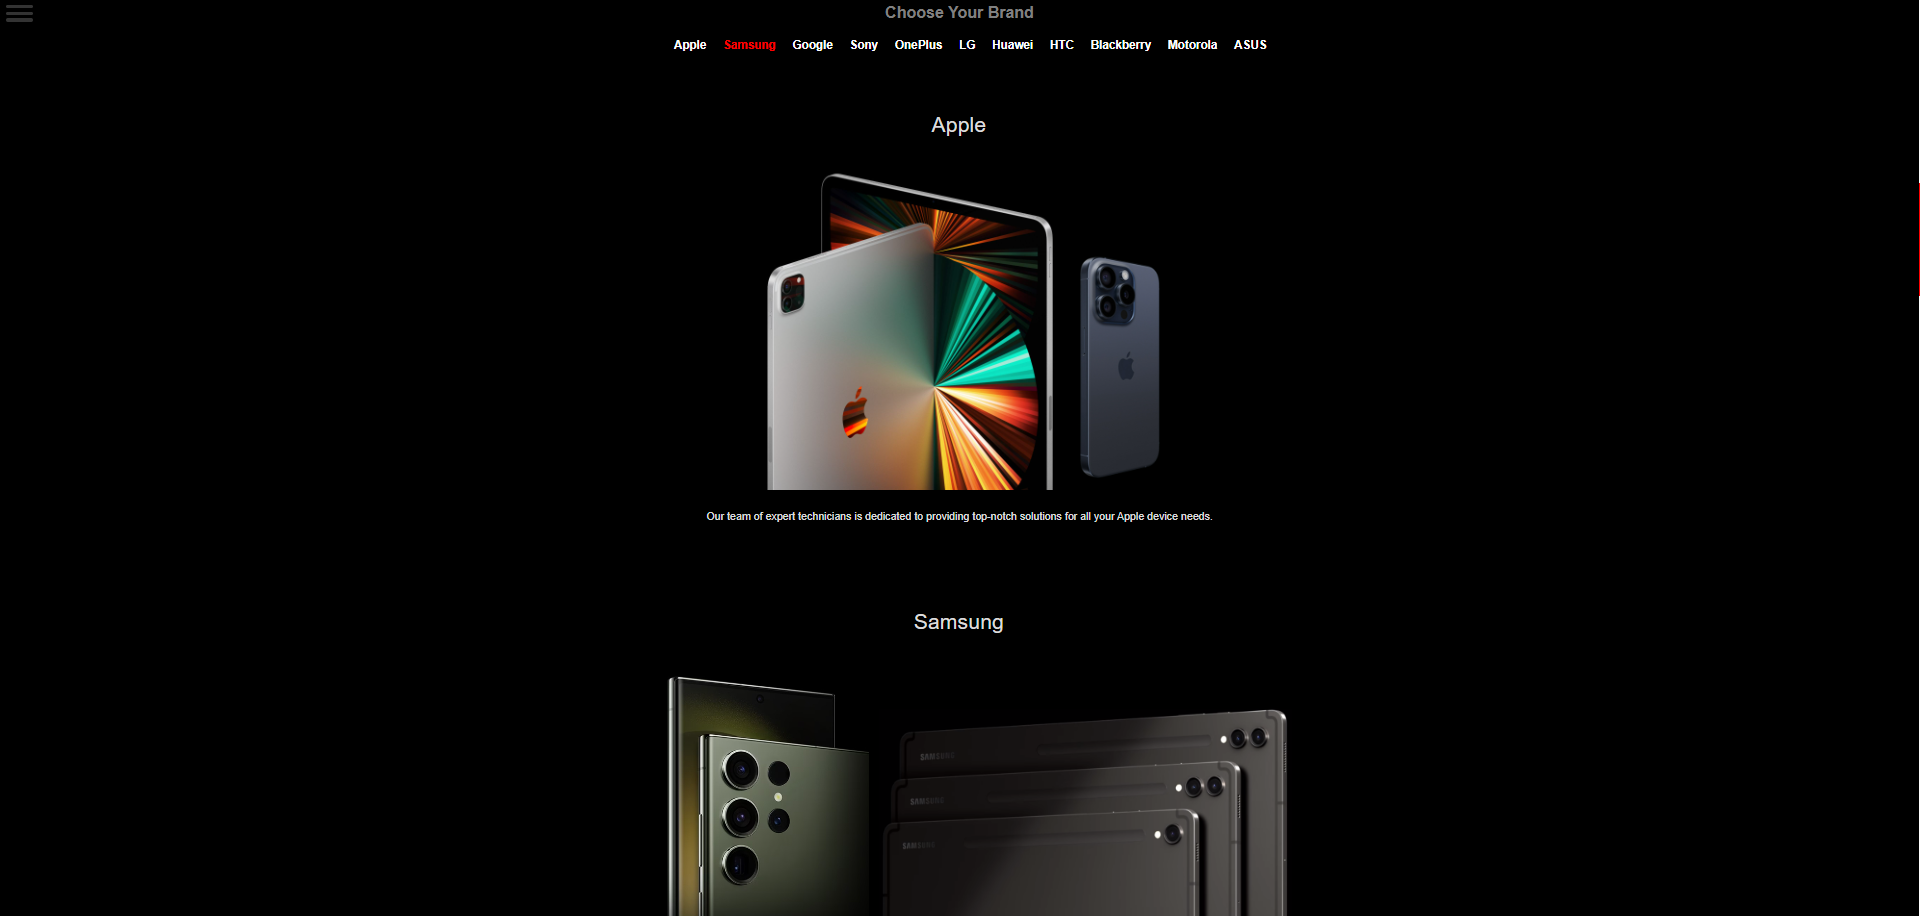 Choose Your Brand
Apple Samsung Google Sony OnePlus LG Huawei HTC Blackberry Motorola ASUS
Apple
Our team of expert technicians is dedicated to providing top-notch solutions for all your Apple device needs.
Samsung
SAMSUNG
SAMSUNG
SAMSUNG